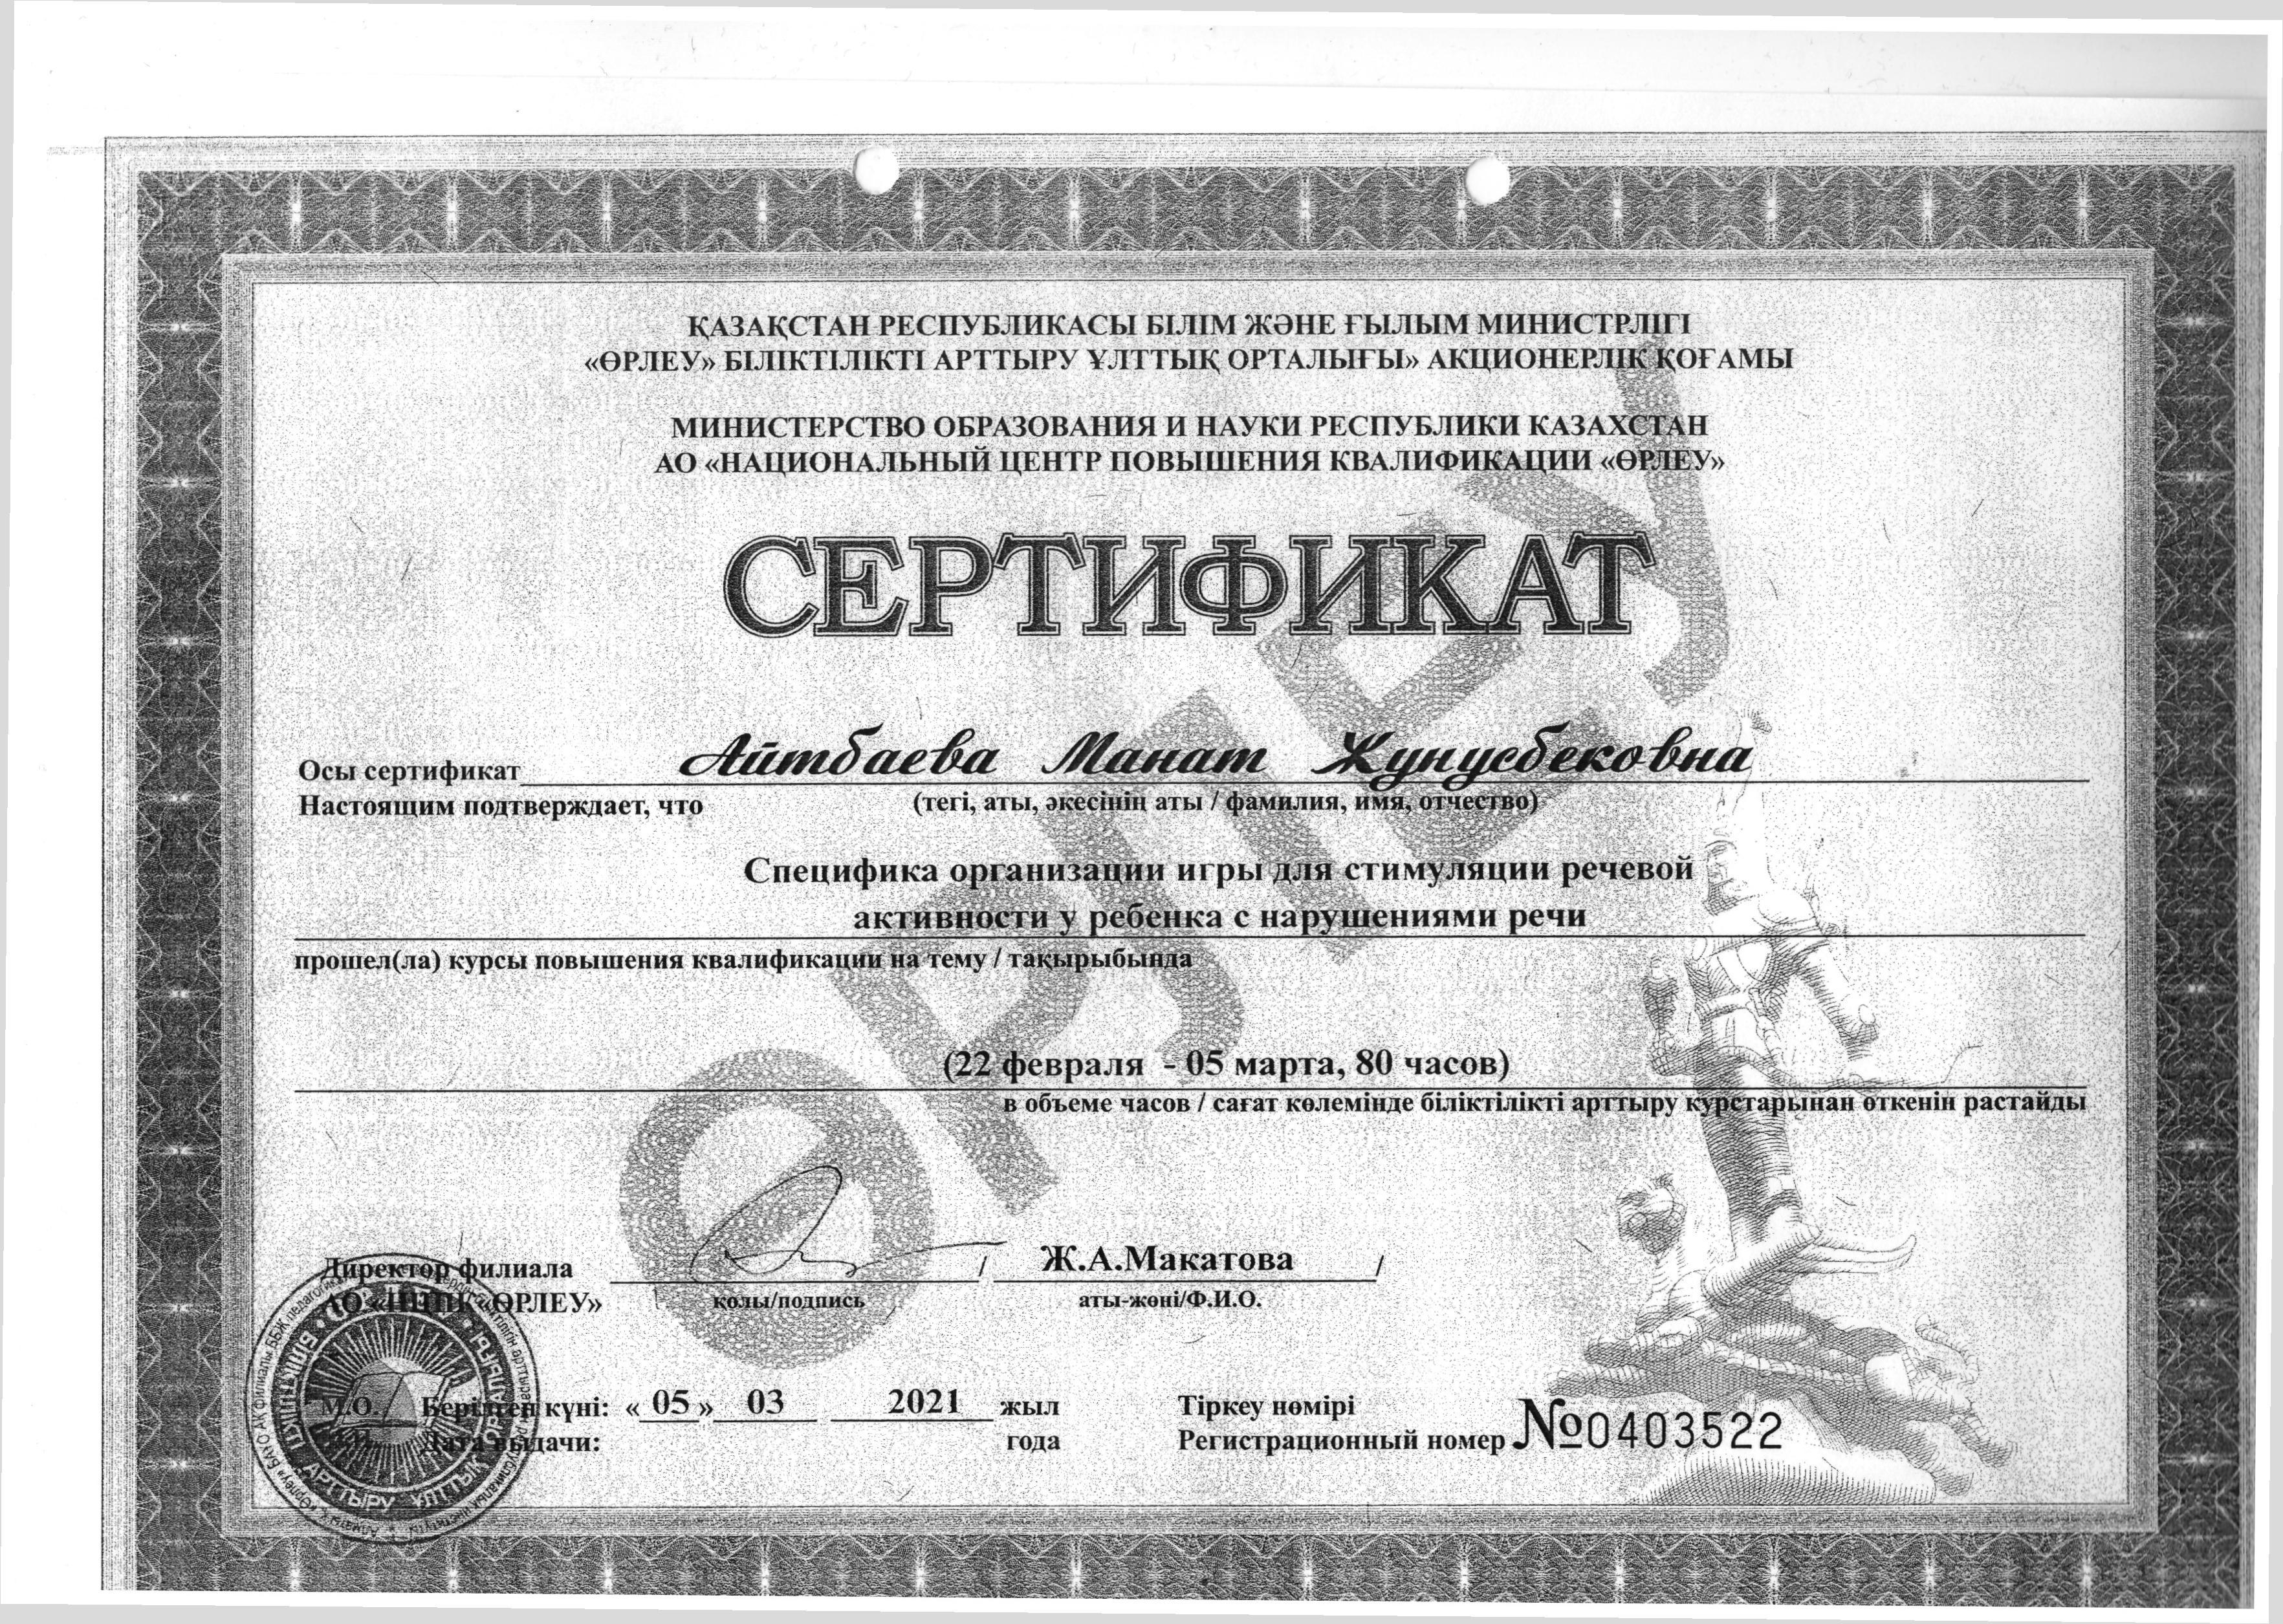 ҚАЗАҚСТАН РЕСПУБЛИКАСЫ БІЛІМ ЖӘНЕ ҒЫЛЫМ МИНИСТРЛІГІ
«ӨРЛЕУ» БІЛІКТІЛІКТІ АРТТЫРУ ҰЛТТЫҚ ОРТАЛЫҒЫ» АКЦИОНЕРЛІК ҚОҒАМЫ
МИНИСТЕРСТВО ОБРАЗОВАНИЯ И НАУКИ РЕСПУБЛИКИ КАЗАХСТАН
АО «НАЦИОНАЛЬНЫЙ ЦЕНТР ПОВЫШЕНИЯ КВАЛИФИКАЦИИ «ӨРЛЕУ»
СЕРТИФИКАТ
Осы сертификат Айтбаева Манат Жунусбековна
Настоящим подтверждает, что (тегі, аты, әкесінің аты / фамилия, имя, отчество)
Специфика организации игры для стимуляции речевой
активности у ребенка с нарушениями речи
прошел(ла) курсы повышения квалификации на тему / тақырыбында
(22 февраля - 05 марта, 80 часов)
в объеме часов / сағат көлемінде біліктілікті арттыру курстарынан өткенін растайды
Директор филиала / Ж.А.Макатова /
АО «НЦПК «ӨРЛЕУ» қолы/подпись аты-жөні/Ф.И.О.
М.О. Берілген күні: «05» 03 2021 жыл Тіркеу нөмірі
Дата выдачи: года Регистрационный номер №0403522
ӨРЛЕУ
АРТТЫРУ ҰЛТТЫҚ